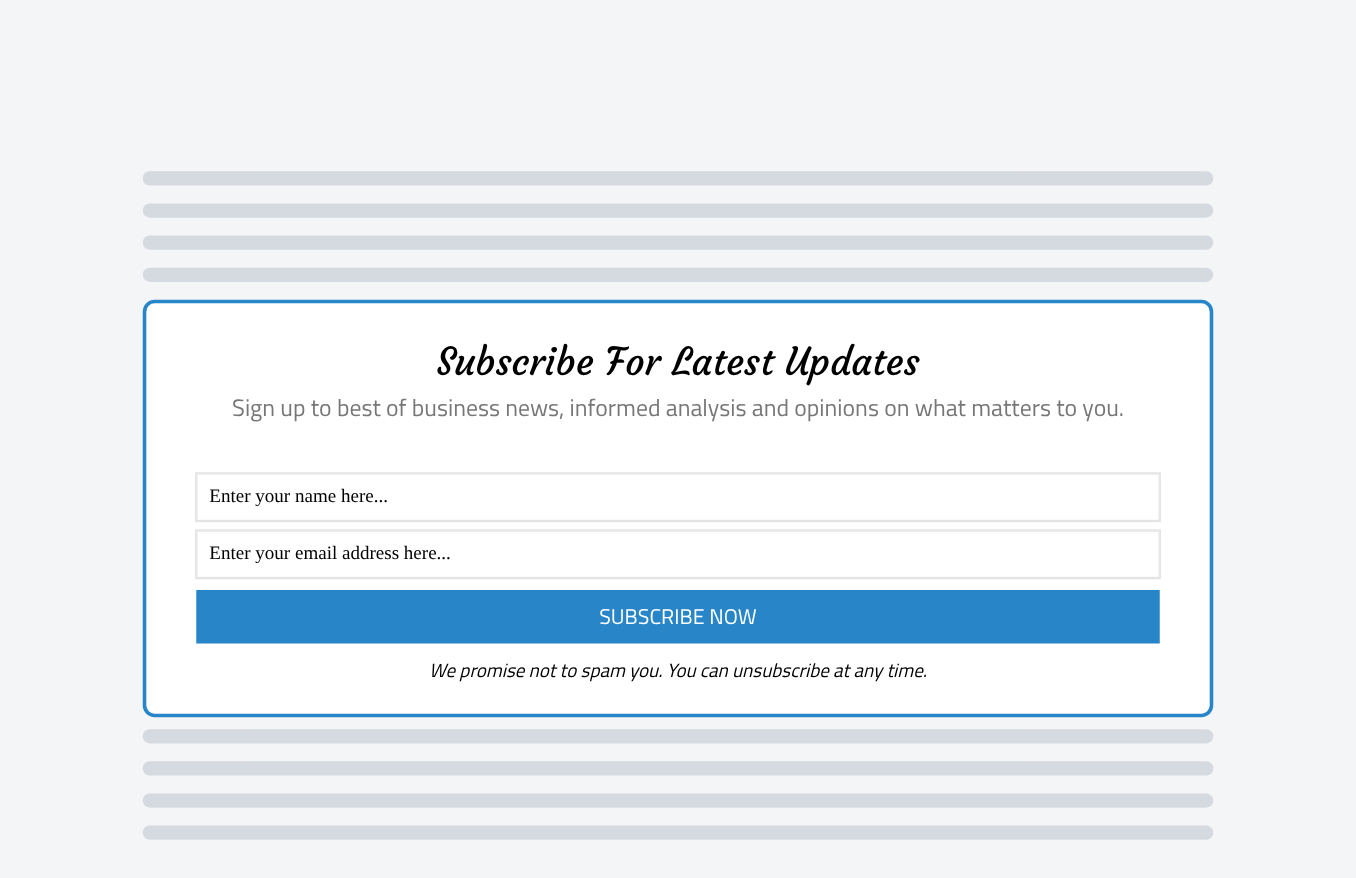 Subscribe For Latest Updates
Sign up to best of business news, informed analysis and opinions on what matters to you.
Enter your name here...
Enter your email address here...
SUBSCRIBE NOW
We promise not to spam you. You can unsubscribe at any time.